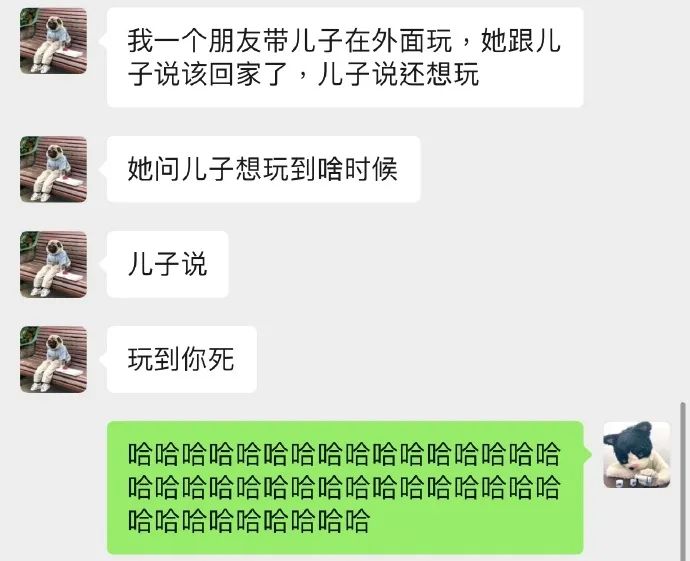 我一个朋友带儿子在外面玩，她跟儿
子说该回家了，儿子说还想玩
她问儿子想玩到啥时候
儿子说
玩到你死
哈哈哈哈哈哈哈哈哈哈哈哈哈哈哈哈
哈哈哈哈哈哈哈哈哈哈哈哈哈哈哈哈
哈哈哈哈哈哈哈哈哈